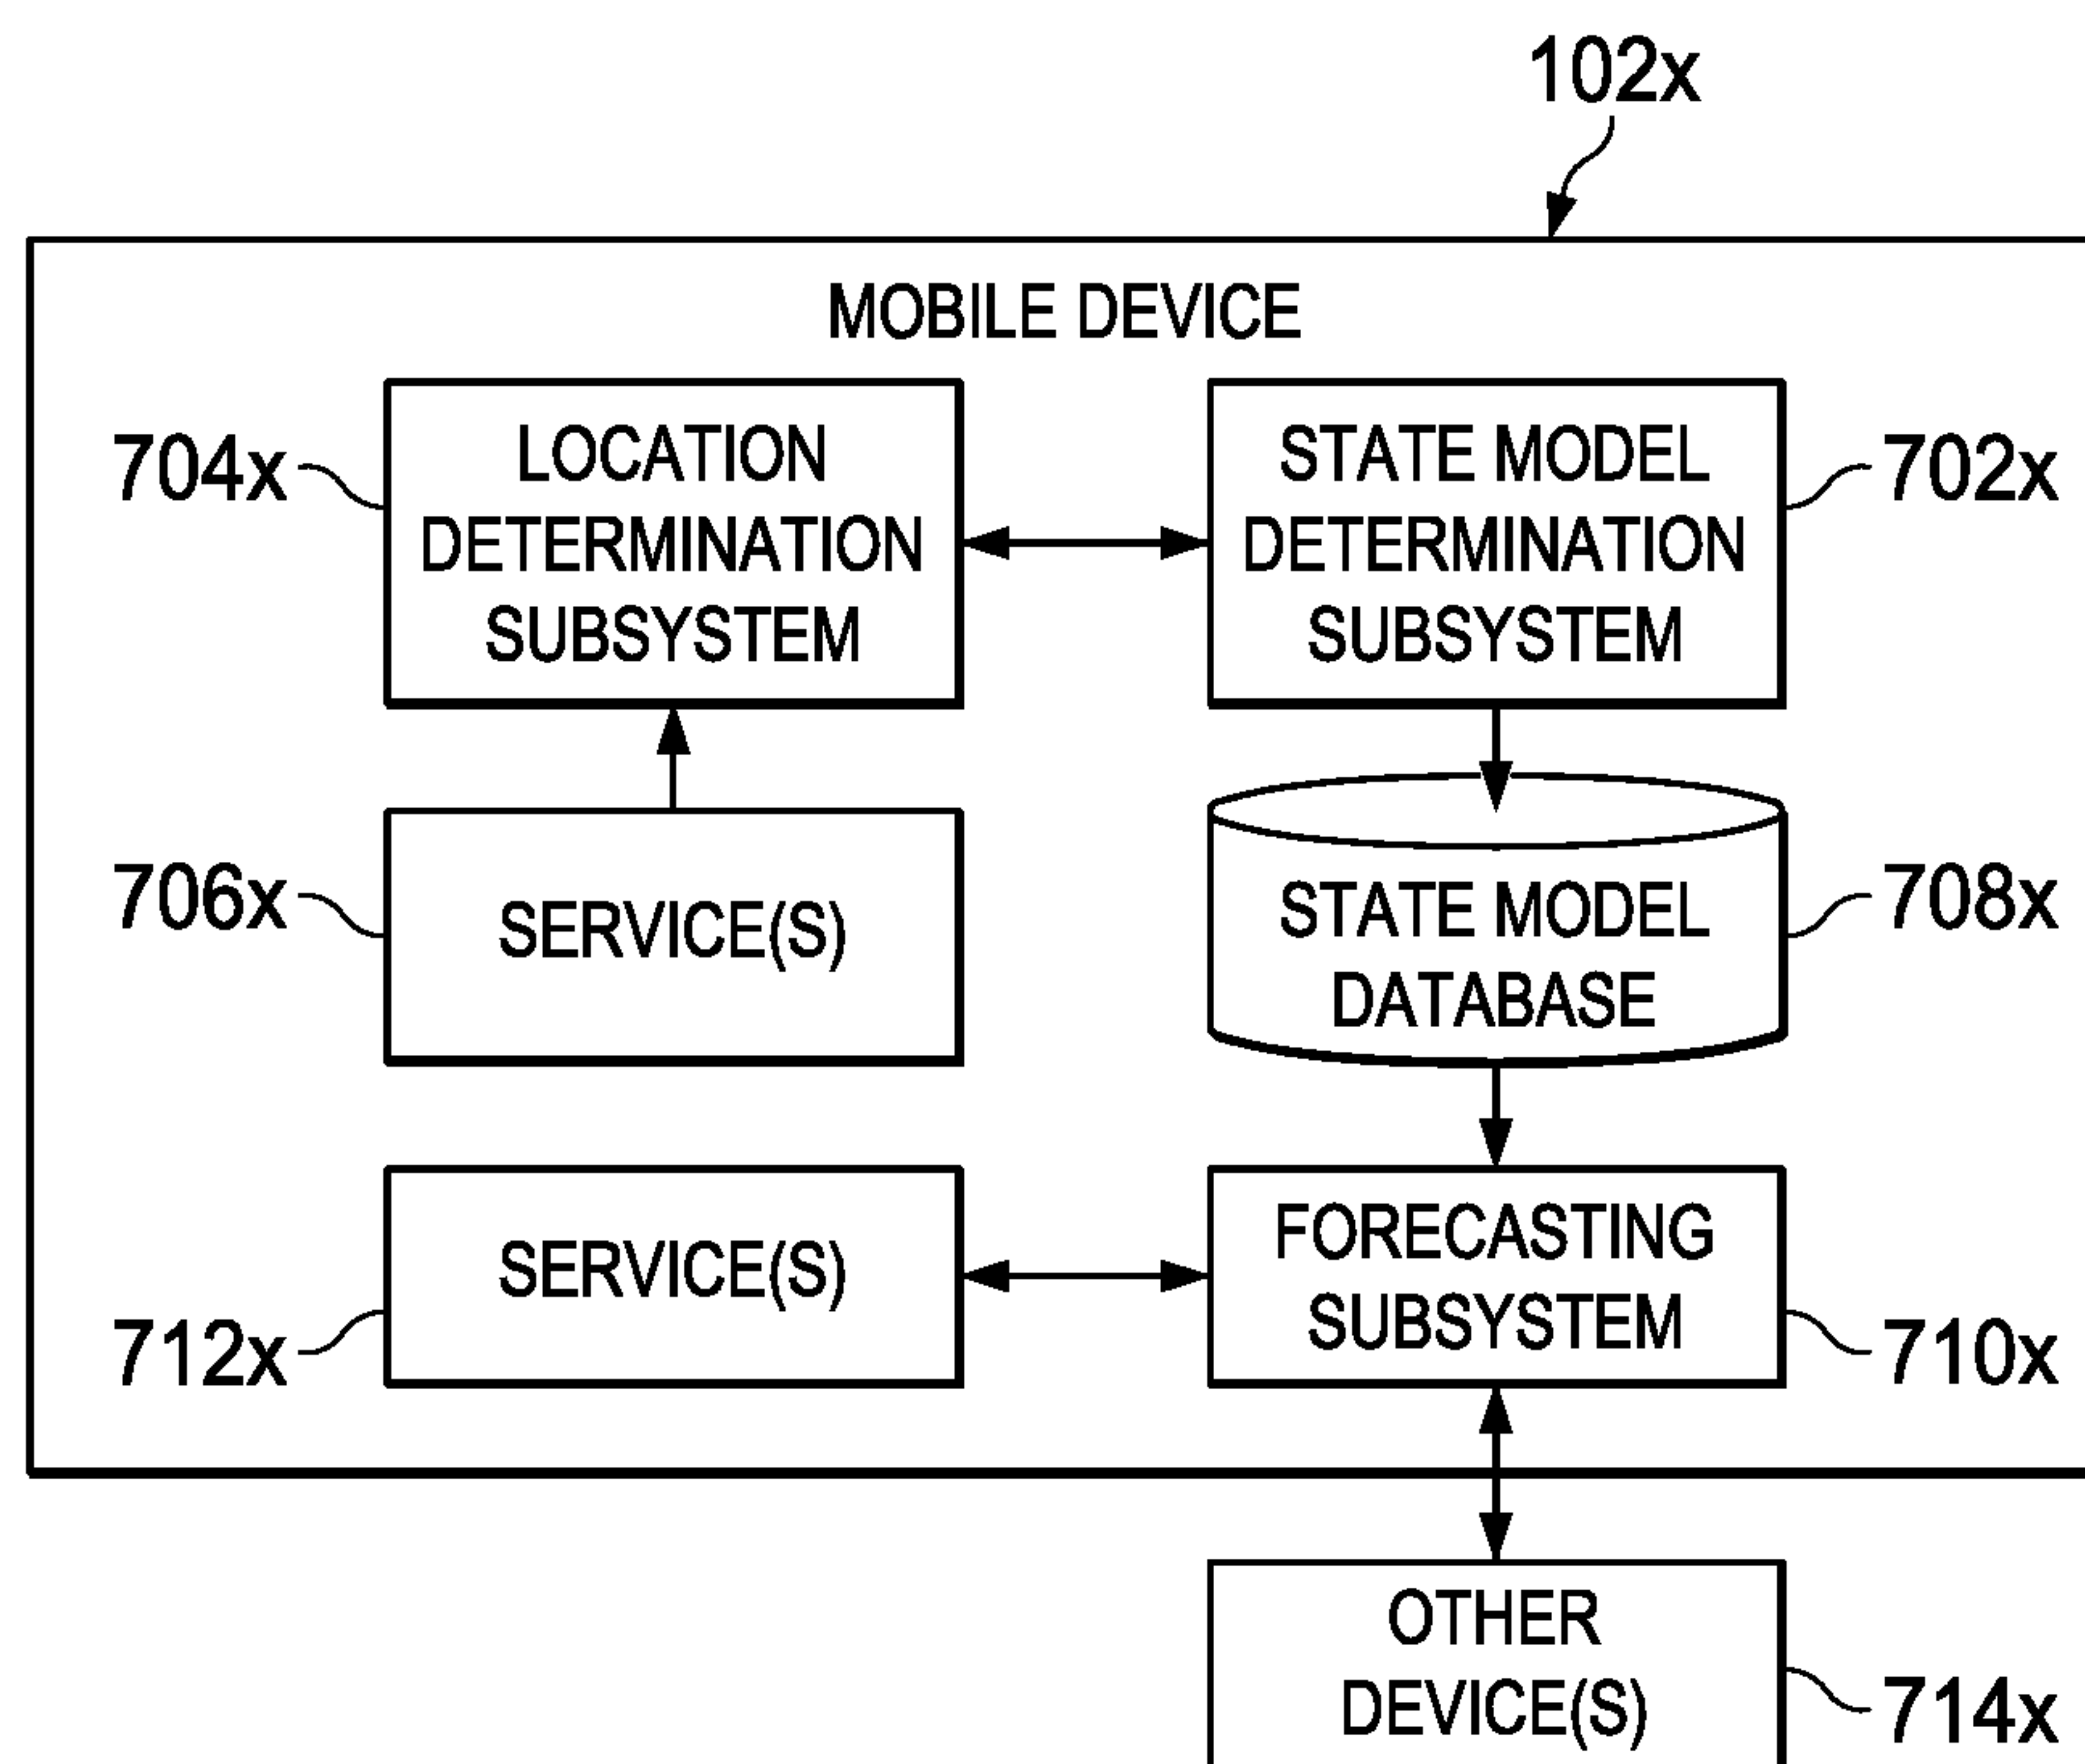 102x
MOBILE DEVICE
704x
LOCATION
DETERMINATION
SUBSYSTEM
STATE MODEL
DETERMINATION
SUBSYSTEM
702x
706x
SERVICE(S)
STATE MODEL
DATABASE
708x
712x
SERVICE(S)
FORECASTING
SUBSYSTEM
710x
OTHER
DEVICE(S)
714x